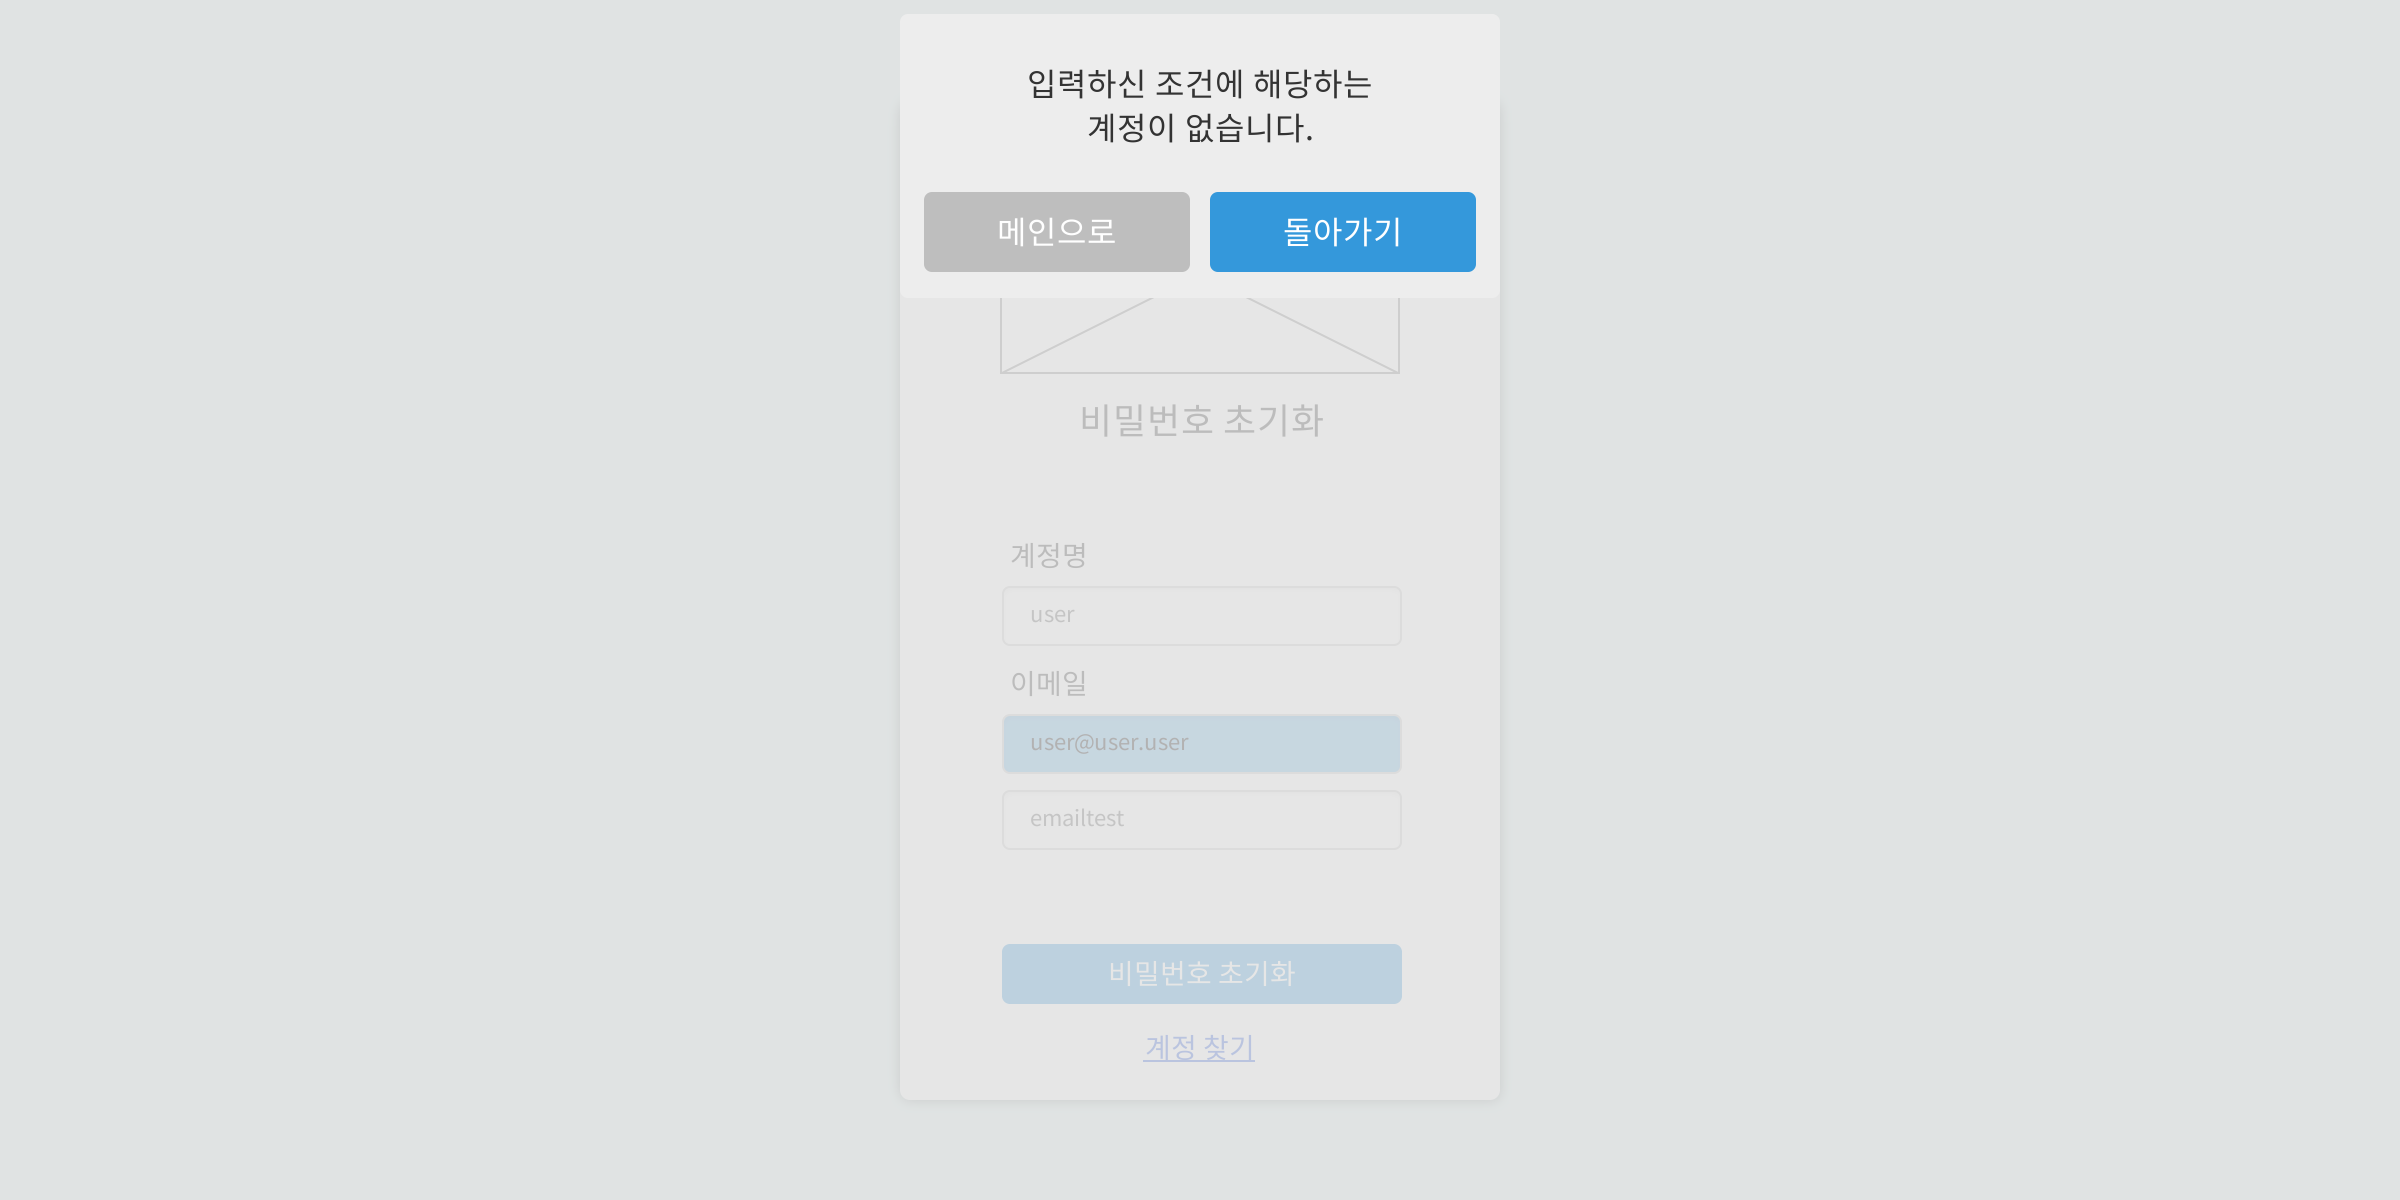 입력하신 조건에 해당하는
계정이 없습니다.
메인으로
돌아가기
비밀번호 초기화
계정명
user
이메일
user@user.user
emailtest
비밀번호 초기화
계정 찾기